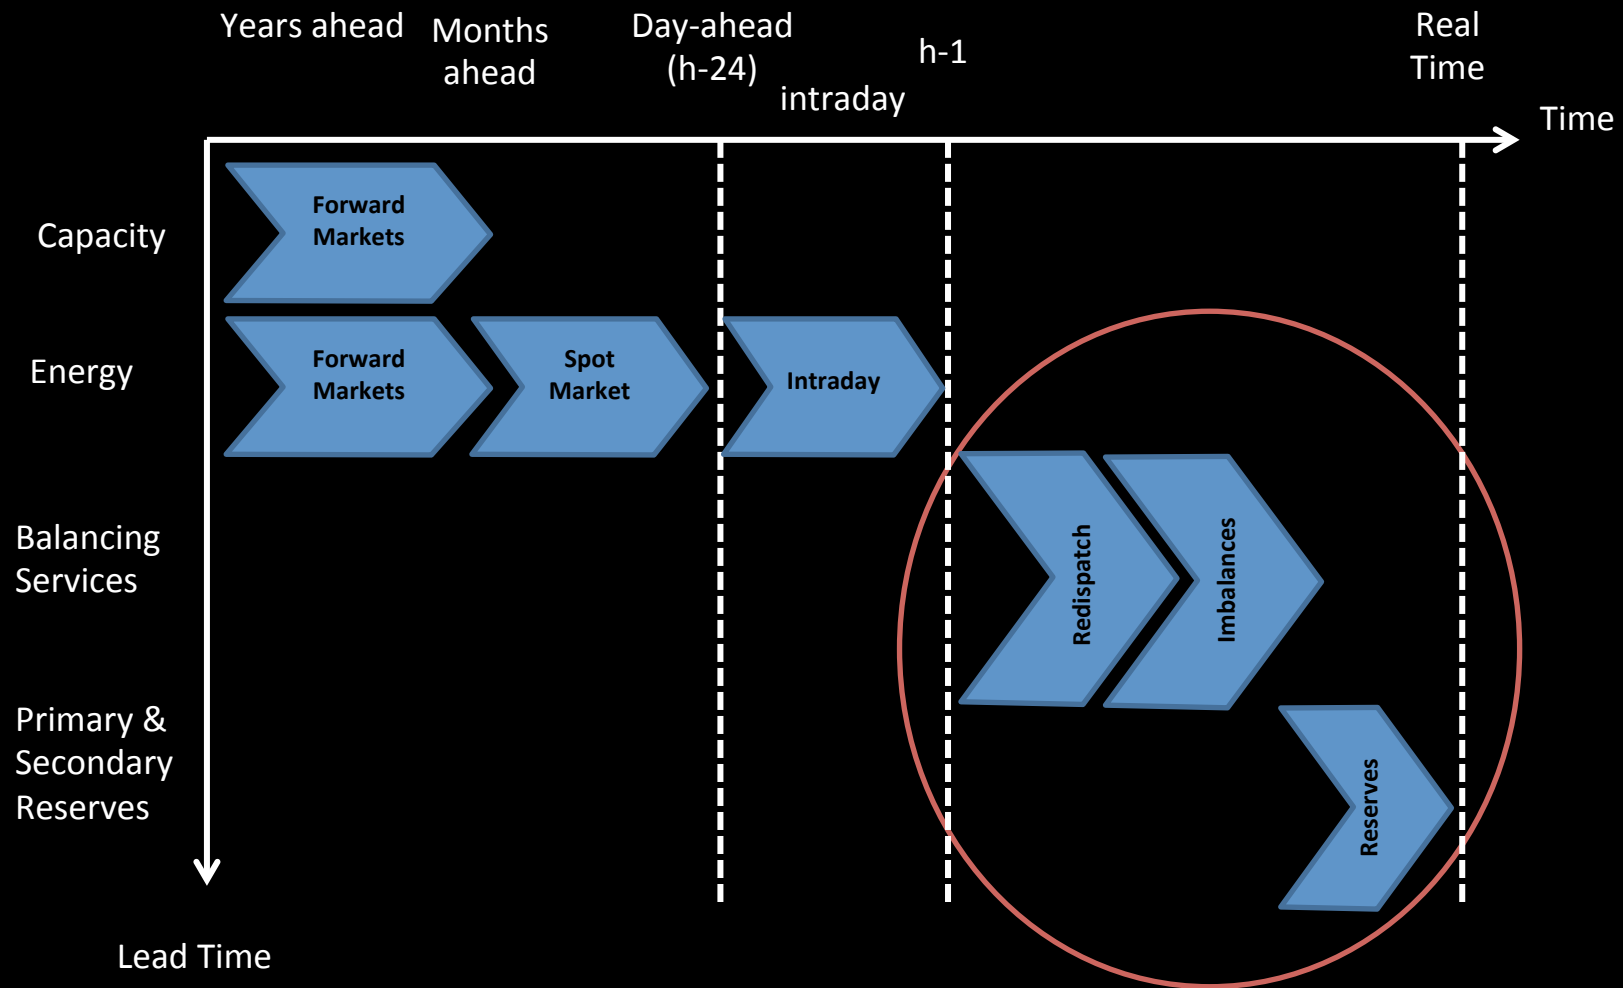 Years ahead
Months
ahead
Day-ahead
(h-24)
intraday
h-1
Real
Time
Time
Capacity
Forward
Markets
Energy
Forward
Markets
Spot
Market
Intraday
Balancing
Services
Redispatch
Imbalances
Primary &
Secondary
Reserves
Reserves
Lead Time